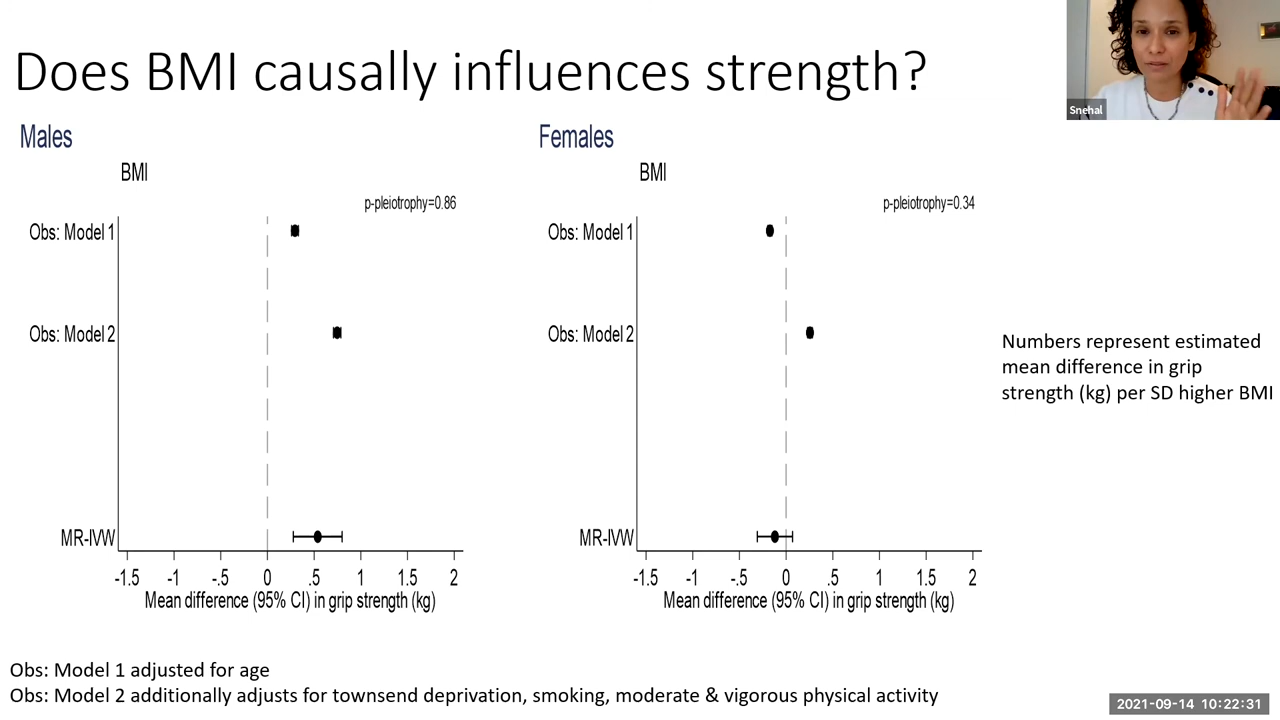 Does BMI causally influences strength?
Snehal
Males
BMI
p-pleiotrophy=0.86
Obs: Model 1
Obs: Model 2
MR-IVW
-1.5 -1 -.5 0 .5 1 1.5 2
Mean difference (95% CI) in grip strength (kg)
Females
BMI
p-pleiotrophy=0.34
Obs: Model 1
Obs: Model 2
MR-IVW
-1.5 -1 -.5 0 .5 1 1.5 2
Mean difference (95% CI) in grip strength (kg)
Numbers represent estimated
mean difference in grip
strength (kg) per SD higher BMI
Obs: Model 1 adjusted for age
Obs: Model 2 additionally adjusts for townsend deprivation, smoking, moderate & vigorous physical activity
2021-09-14 10:22:31